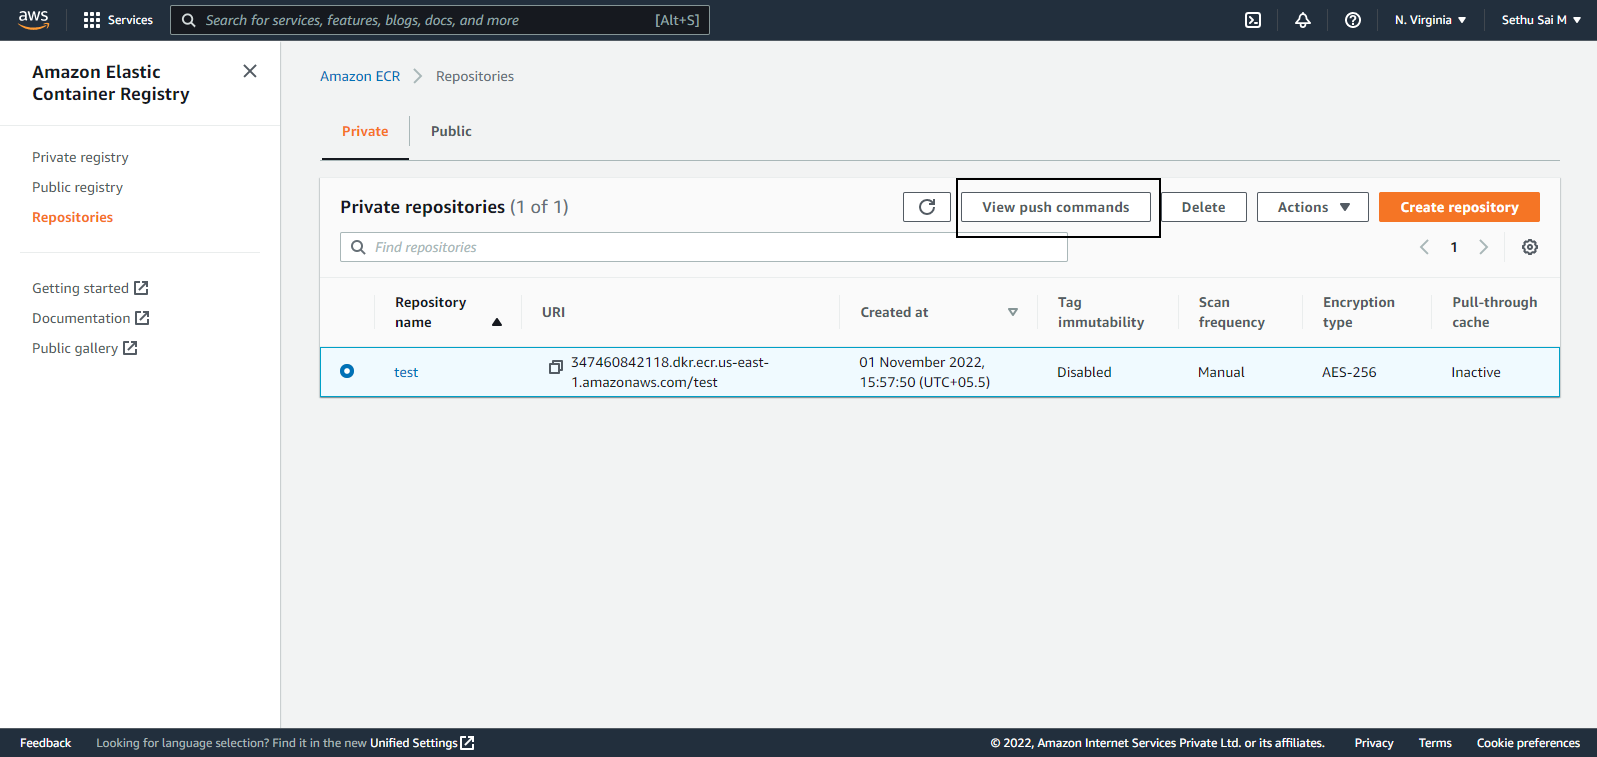 aws Services Search for services, features, blogs, docs, and more [Alt+S] N. Virginia Sethu Sai M
Amazon Elastic
Container Registry
Private registry
Public registry
Repositories
Getting started
Documentation
Public gallery
Amazon ECR Repositories
Private Public
Private repositories (1 of 1) View push commands Delete Actions Create repository
Find repositories 1
Repository name URI Created at Tag immutability Scan frequency Encryption type Pull-through cache
test 347460842118.dkr.ecr.us-east-1.amazonaws.com/test 01 November 2022, 15:57:50 (UTC+05.5) Disabled Manual AES-256 Inactive
Feedback Looking for language selection? Find it in the new Unified Settings © 2022, Amazon Internet Services Private Ltd. or its affiliates. Privacy Terms Cookie preferences